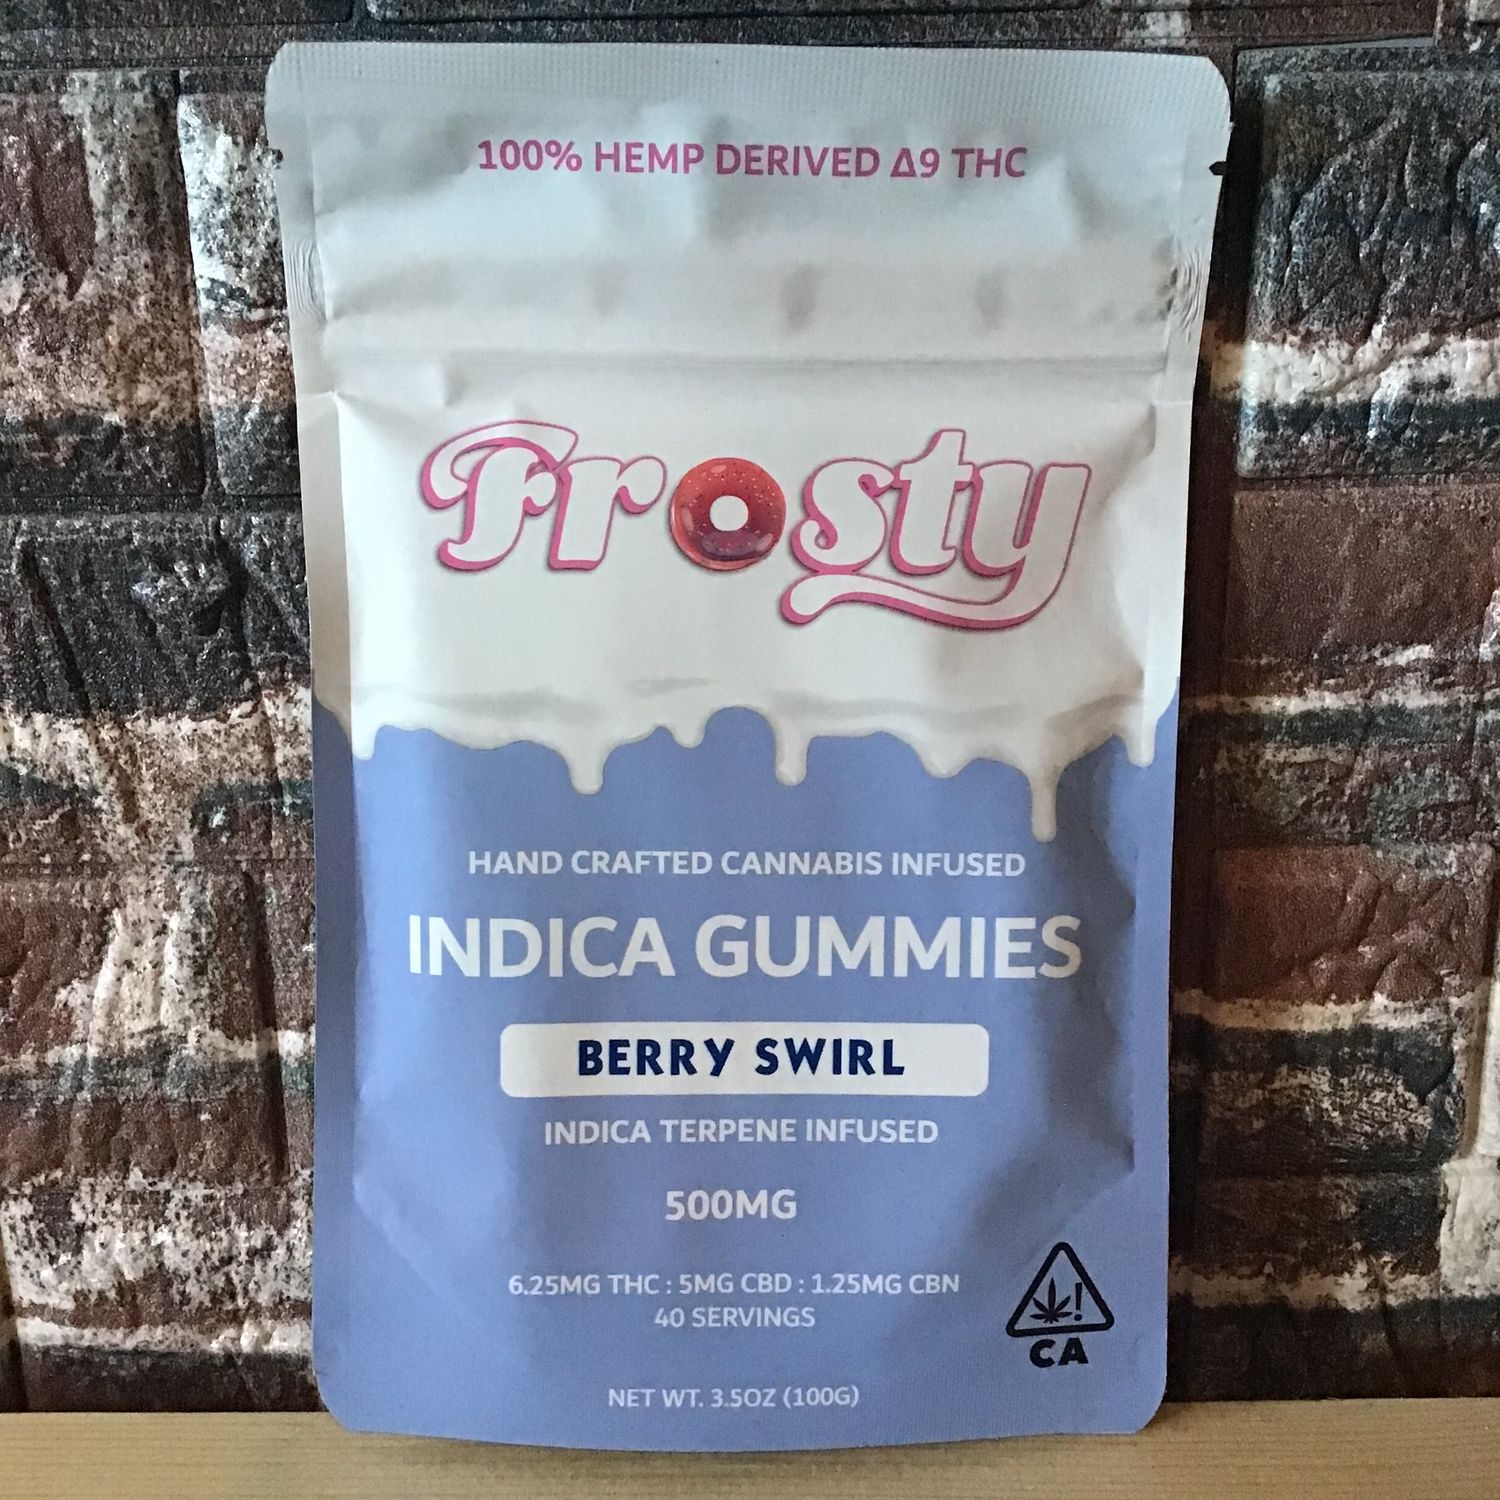 100% HEMP DERIVED Δ9 THC
Frosty
HAND CRAFTED CANNABIS INFUSED
INDICA GUMMIES
BERRY SWIRL
INDICA TERPENE INFUSED
500MG
6.25MG THC : 5MG CBD : 1.25MG CBN
40 SERVINGS
!
CA
NET WT. 3.5OZ (100G)